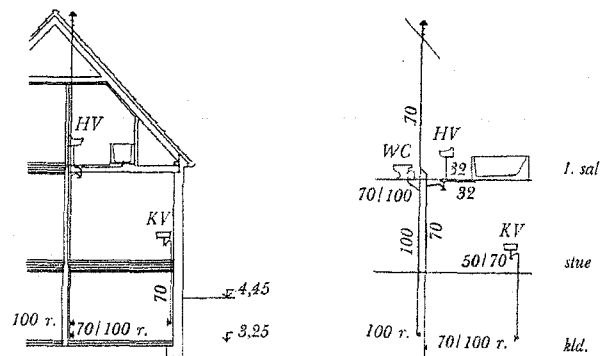 HV
KV
70
4,45
100 r.
70/100 r.
3,25
70
WC
HV
32
1. sal
70/100
32
100
70
KV
50/70
stue
100 r.
70/100 r.
kld.